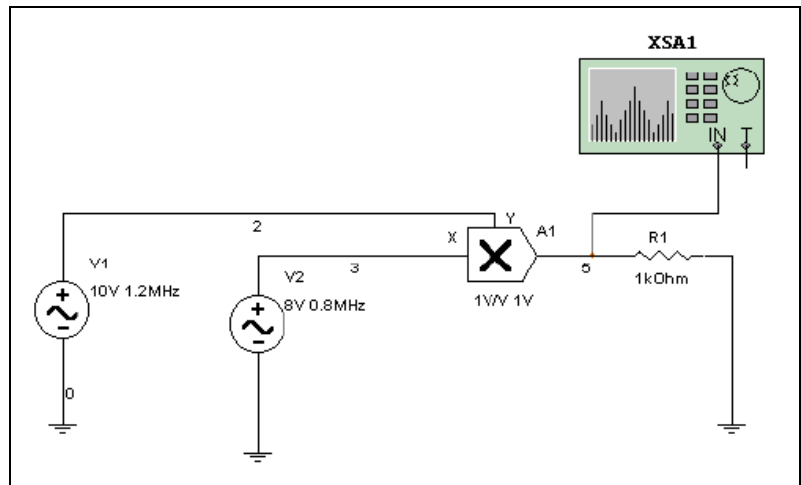 XSA1
IN T
2
Y
X
A1
V1
10V 1.2MHz
3
V2
8V 0.8MHz
1V/V 1V
5
R1
1kOhm
0